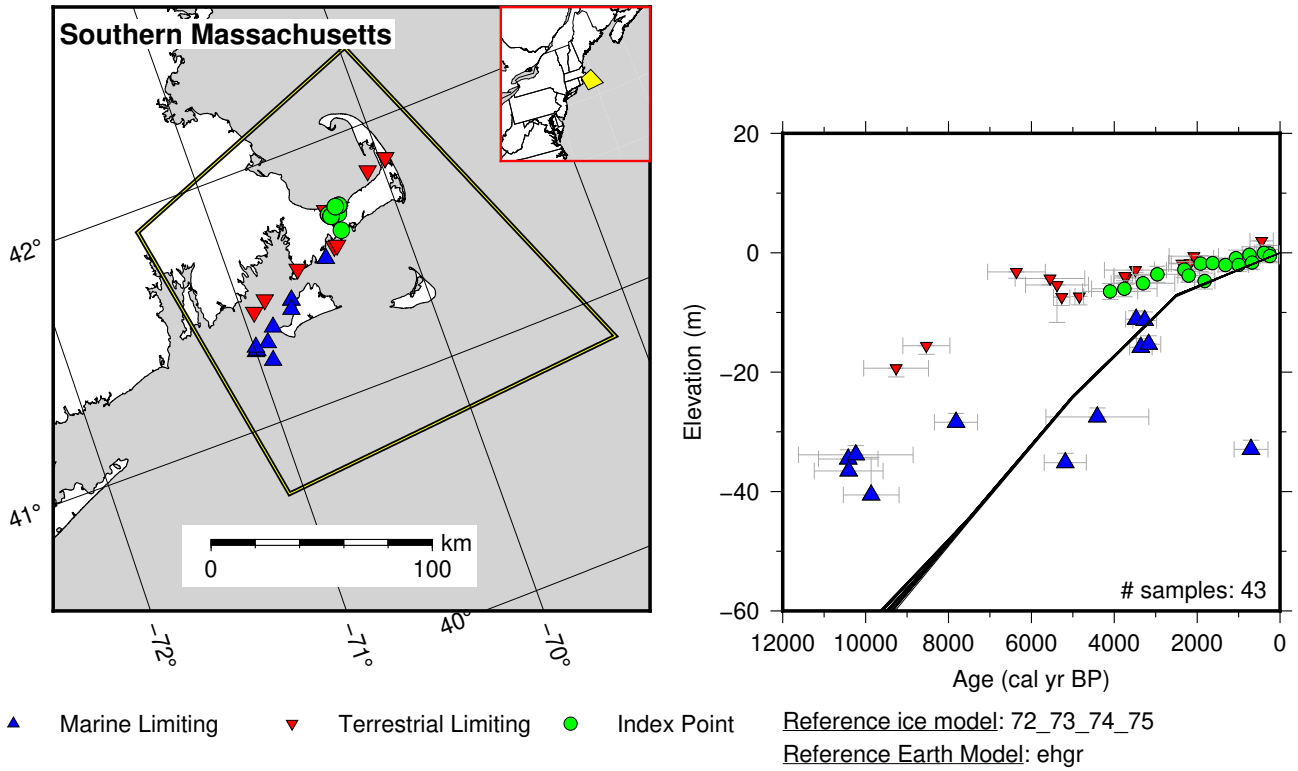 Southern Massachusetts
42°
41°
40°
−72°
−71°
−70°
km
0 100
20
0
−20
−40
−60
Elevation (m)
# samples: 43
12000 10000 8000 6000 4000 2000 0
Age (cal yr BP)
Marine Limiting Terrestrial Limiting Index Point
Reference ice model: 72_73_74_75
Reference Earth Model: ehgr